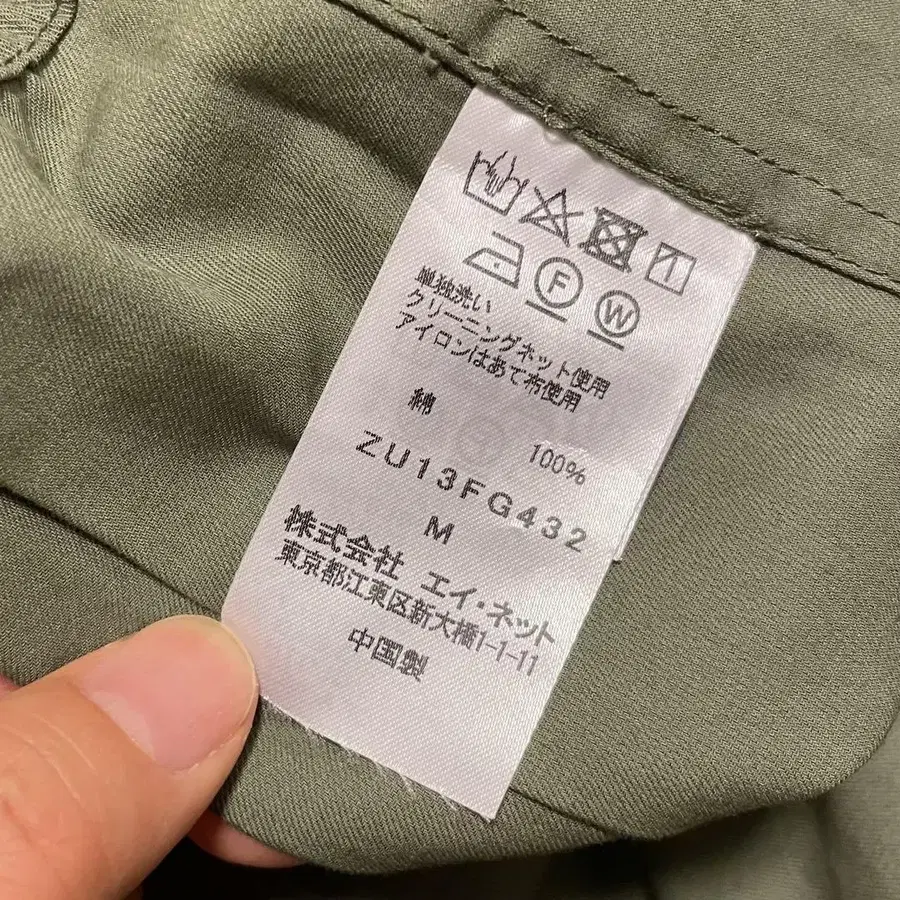 F W
単独洗い
クリーニングネット使用
アイロンはあて布使用
綿 100%
ZU13FG432
M
株式会社 エイ・ネット
東京都江東区新大橋1-1-11
中国製